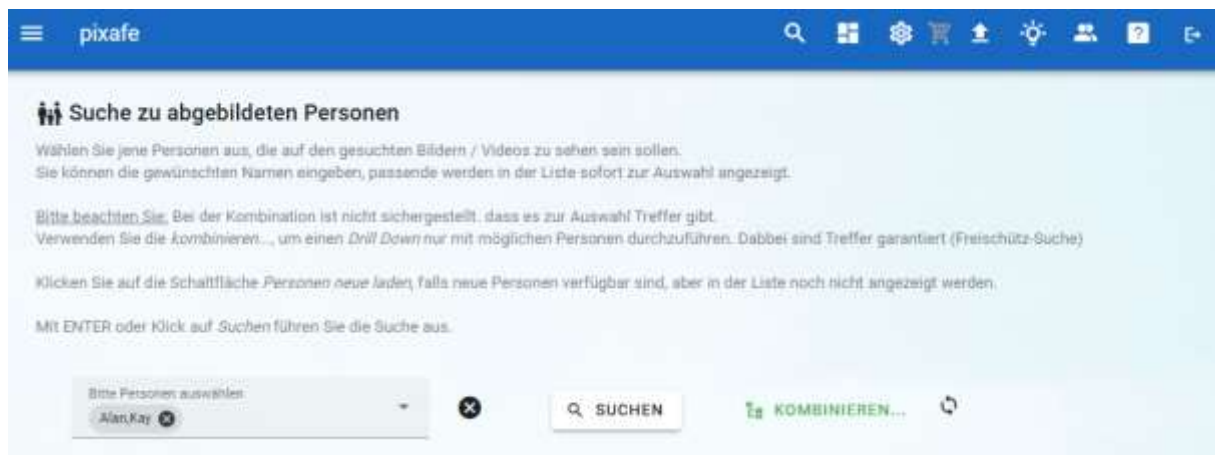 pixafe
Suche zu abgebildeten Personen
Wählen Sie jene Personen aus, die auf den gesuchten Bildern / Videos zu sehen sein sollen.
Sie können die gewünschten Namen eingeben, passende werden in der Liste sofort zur Auswahl angezeigt.
Bitte beachten Sie: Bei der Kombination ist nicht sichergestellt, dass es zur Auswahl Treffer gibt.
Verwenden Sie die kombinieren..., um einen Drill Down nur mit möglichen Personen durchzuführen. Dabbei sind Treffer garantiert (Freischütz-Suche)
Klicken Sie auf die Schaltfläche Personen neue laden, falls neue Personen verfügbar sind, aber in der Liste noch nicht angezeigt werden.
Mit ENTER oder Klick auf Suchen führen Sie die Suche aus.
Bitte Personen auswählen
Alan,Kay
SUCHEN
KOMBINIEREN...